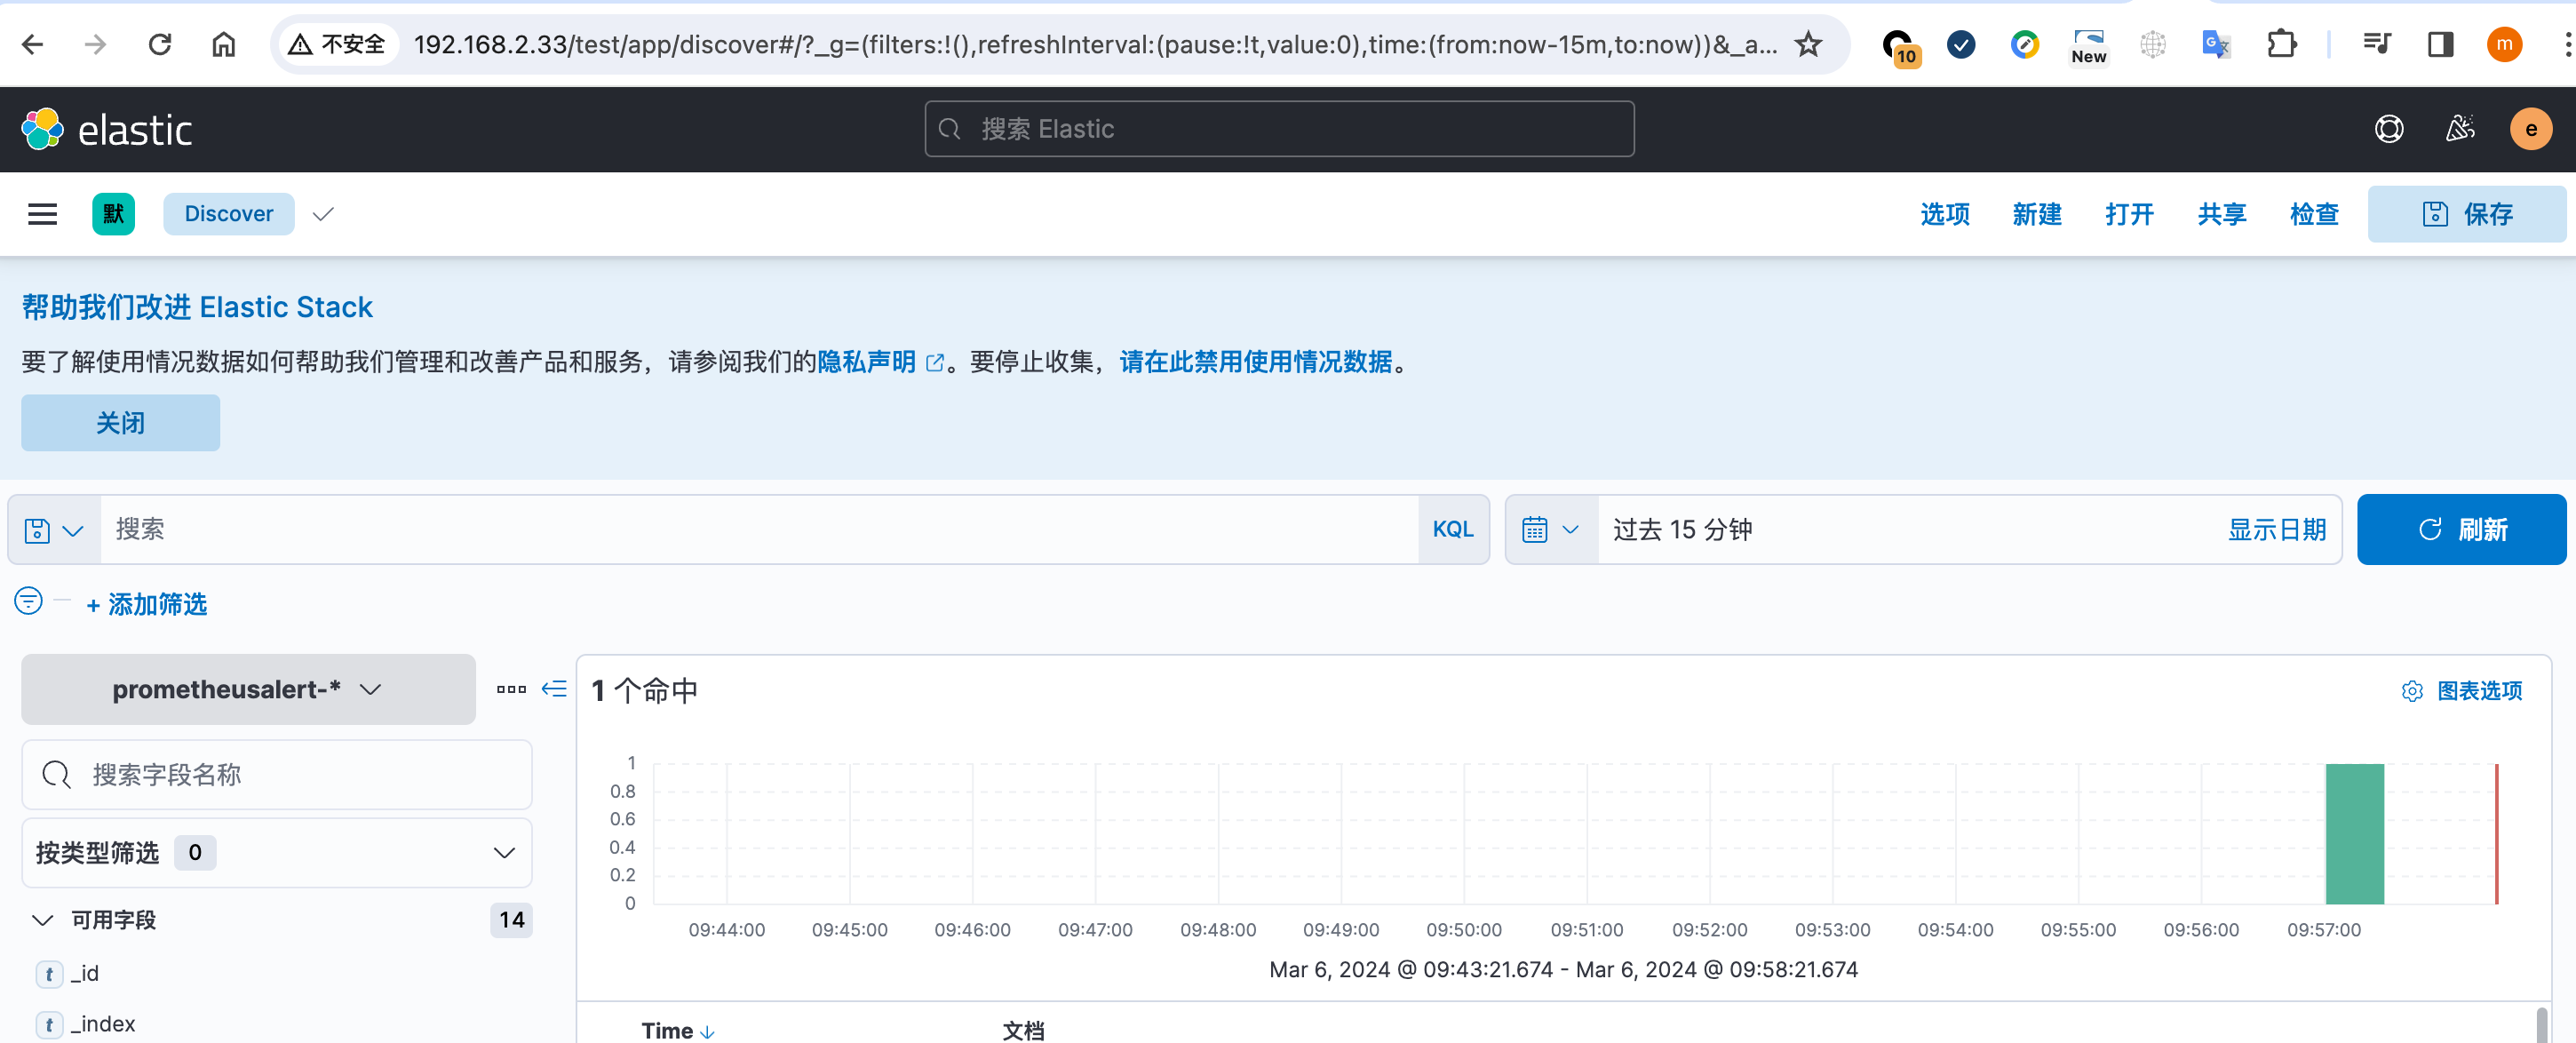 不安全 192.168.2.33/test/app/discover#/?_g=(filters:!(),refreshInterval:(pause:!t,value:0),time:(from:now-15m,to:now))&_a... 10 New m
elastic 搜索 Elastic e
默 Discover 选项 新建 打开 共享 检查 保存
帮助我们改进 Elastic Stack
要了解使用情况数据如何帮助我们管理和改善产品和服务，请参阅我们的隐私声明。要停止收集，请在此禁用使用情况数据。
关闭
搜索 KQL 过去 15 分钟 显示日期 刷新
+ 添加筛选
prometheusalert-* 1 个命中 图表选项
搜索字段名称
按类型筛选 0
可用字段 14
t _id
t _index
1
0.8
0.6
0.4
0.2
0
09:44:00 09:45:00 09:46:00 09:47:00 09:48:00 09:49:00 09:50:00 09:51:00 09:52:00 09:53:00 09:54:00 09:55:00 09:56:00 09:57:00
Mar 6, 2024 @ 09:43:21.674 - Mar 6, 2024 @ 09:58:21.674
Time 文档